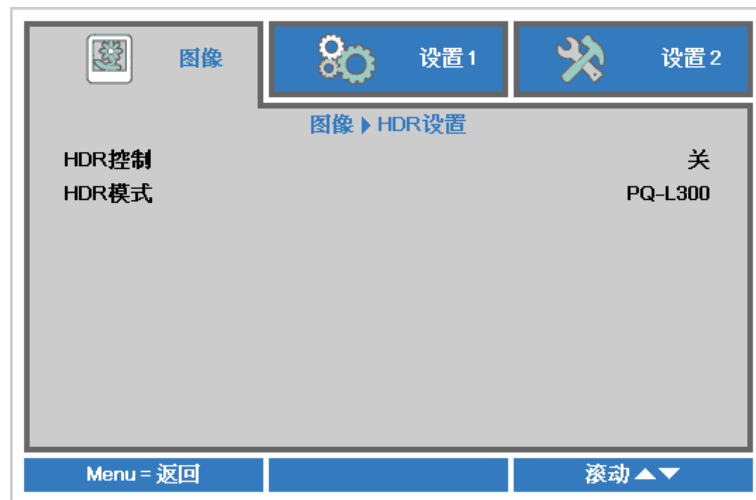 图像 设置1 设置2
图像▶HDR设置
HDR控制 关
HDR模式 PQ-L300
Menu = 返回 滚动▲▼